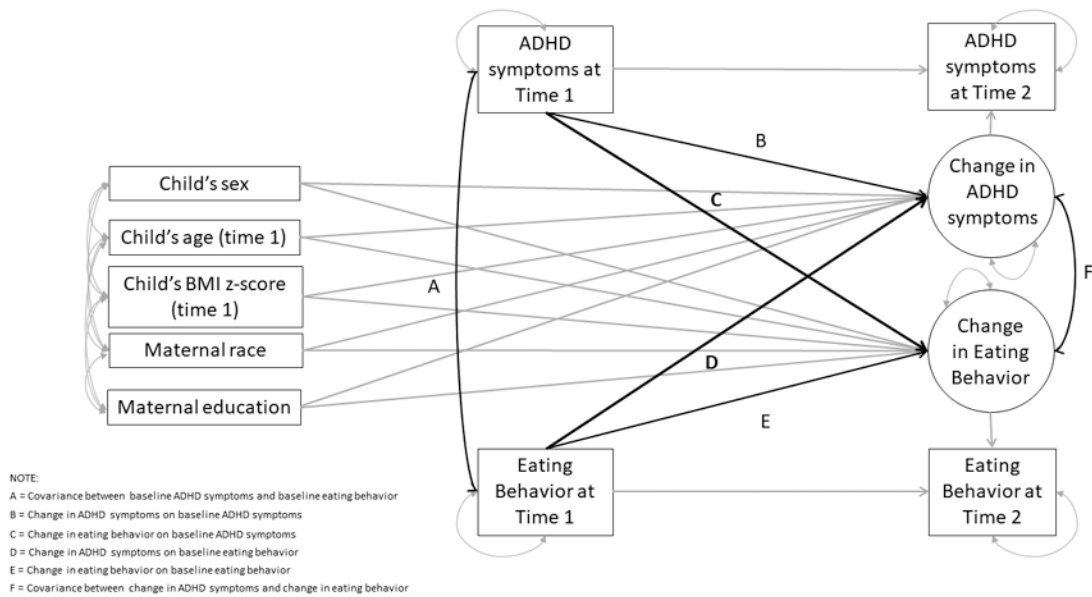 ADHD
symptoms at
Time 1
ADHD
symptoms
at Time 2
B
Child's sex
C
Change in
ADHD
symptoms
Child's age (time 1)
Child's BMI z-score
(time 1)
A
F
Maternal race
Change
in Eating
Behavior
D
Maternal education
E
Eating
Behavior at
Time 1
Eating
Behavior at
Time 2
NOTE:
A = Covariance between baseline ADHD symptoms and baseline eating behavior
B = Change in ADHD symptoms on baseline ADHD symptoms
C = Change in eating behavior on baseline ADHD symptoms
D = Change in ADHD symptoms on baseline eating behavior
E = Change in eating behavior on baseline eating behavior
F = Covariance between change in ADHD symptoms and change in eating behavior